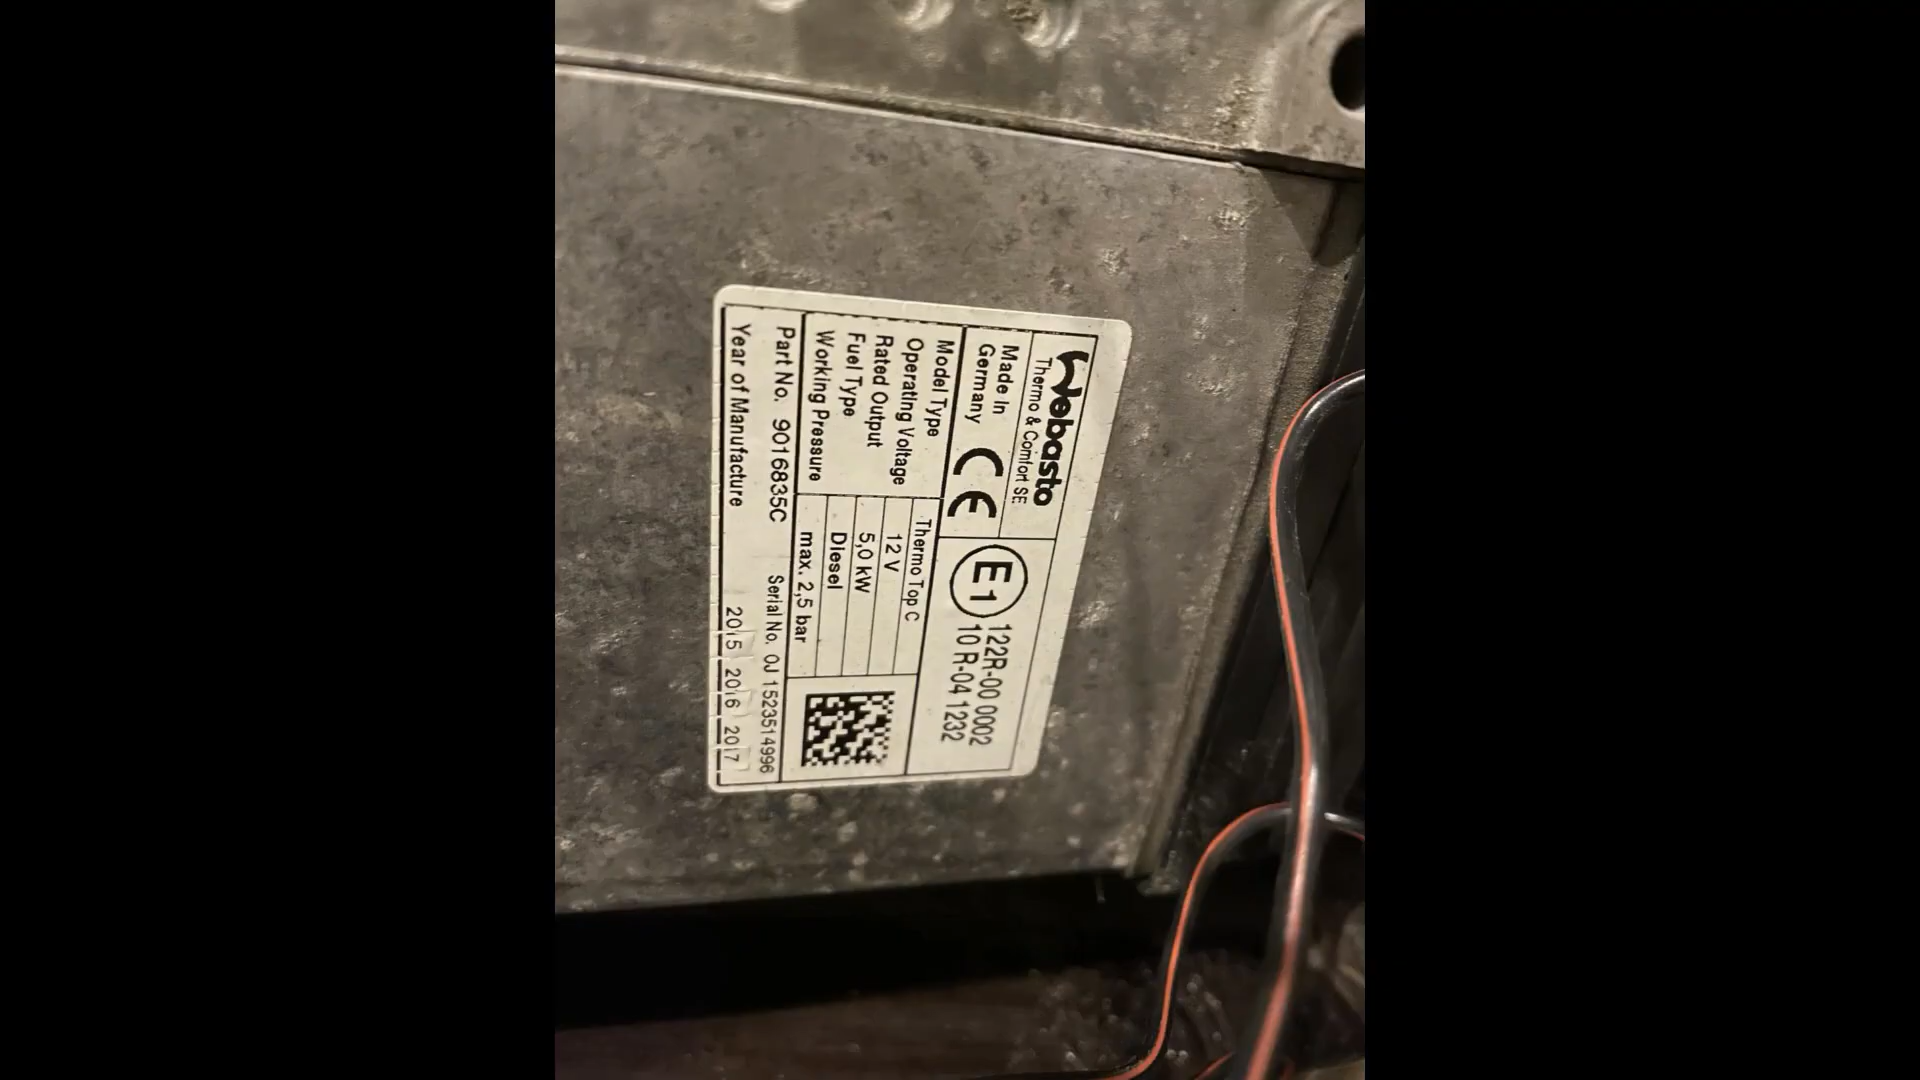 Webasto
Thermo & Comfort SE
Made in
Germany
CE
E1
122R-00 0002
10 R-04 1232
Model Type Thermo Top C
Operating Voltage 12 V
Rated Output 5,0 kW
Fuel Type Diesel
Working Pressure max. 2,5 bar
Part No. 9016835C Serial No. OJ 1523514996
Year of Manufacture 2015 2016 2017